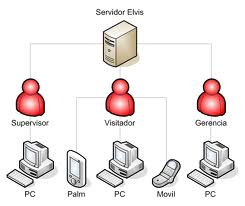 Servidor Elvis
Supervisor Visitador Gerencia
PC Palm PC Movil PC